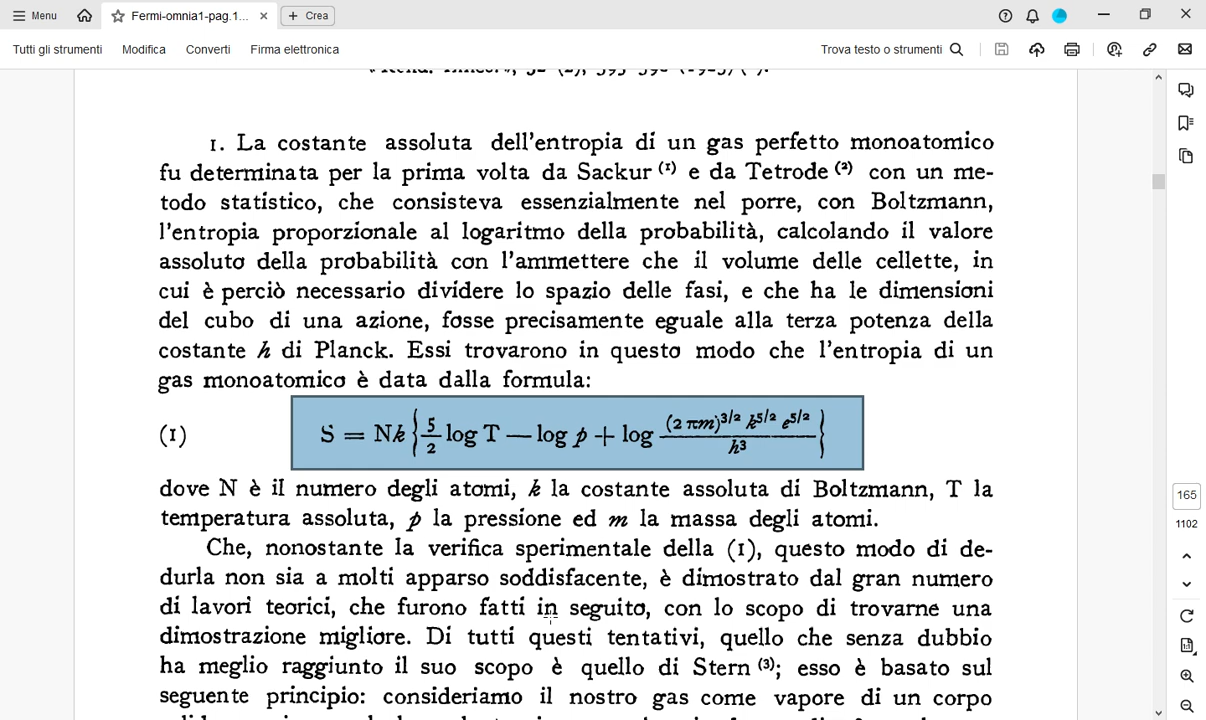 Menu
Fermi-omnia1-pag.1...
Crea
Tutti gli strumenti
Modifica
Converti
Firma elettronica
Trova testo o strumenti
1. La costante assoluta dell'entropia di un gas perfetto monoatomico
fu determinata per la prima volta da Sackur (1) e da Tetrode (2) con un me-
todo statistico, che consisteva essenzialmente nel porre, con Boltzmann,
l'entropia proporzionale al logaritmo della probabilità, calcolando il valore
assoluto della probabilità con l'ammettere che il volume delle cellette, in
cui è perciò necessario dividere lo spazio delle fasi, e che ha le dimensioni
del cubo di una azione, fosse precisamente eguale alla terza potenza della
costante h di Planck. Essi trovarono in questo modo che l'entropia di un
gas monoatomico è data dalla formula:
(1) S = Nk { 5/2 log T — log p + log (2 πm)^3/2 k^5/2 e^5/2 / h^3 }
dove N è il numero degli atomi, k la costante assoluta di Boltzmann, T la
temperatura assoluta, p la pressione ed m la massa degli atomi.
Che, nonostante la verifica sperimentale della (1), questo modo di de-
durla non sia a molti apparso soddisfacente, è dimostrato dal gran numero
di lavori teorici, che furono fatti in seguito, con lo scopo di trovarne una
dimostrazione migliore. Di tutti questi tentativi, quello che senza dubbio
ha meglio raggiunto il suo scopo è quello di Stern (3); esso è basato sul
seguente principio: consideriamo il nostro gas come vapore di un corpo
165
1102